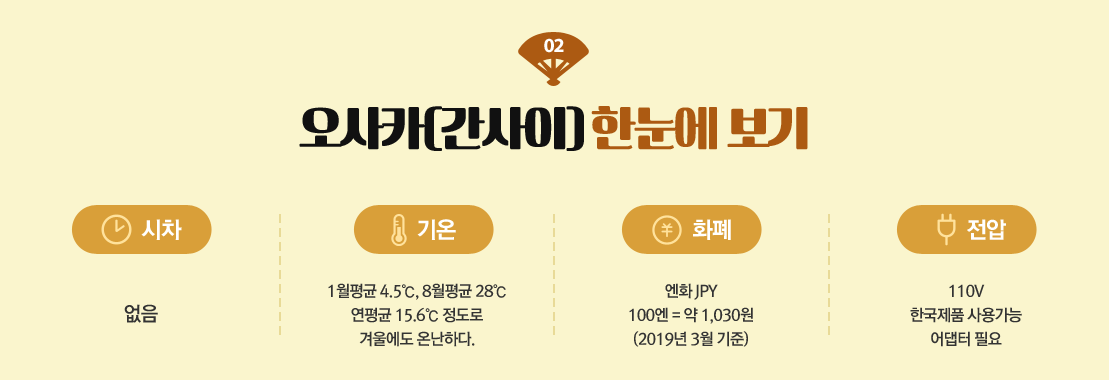 02
오사카(간사이) 한눈에 보기
시차
없음
기온
1월평균 4.5℃, 8월평균 28℃
연평균 15.6℃ 정도로
겨울에도 온난하다.
화폐
엔화 JPY
100엔 = 약 1,030원
(2019년 3월 기준)
전압
110V
한국제품 사용가능
어댑터 필요